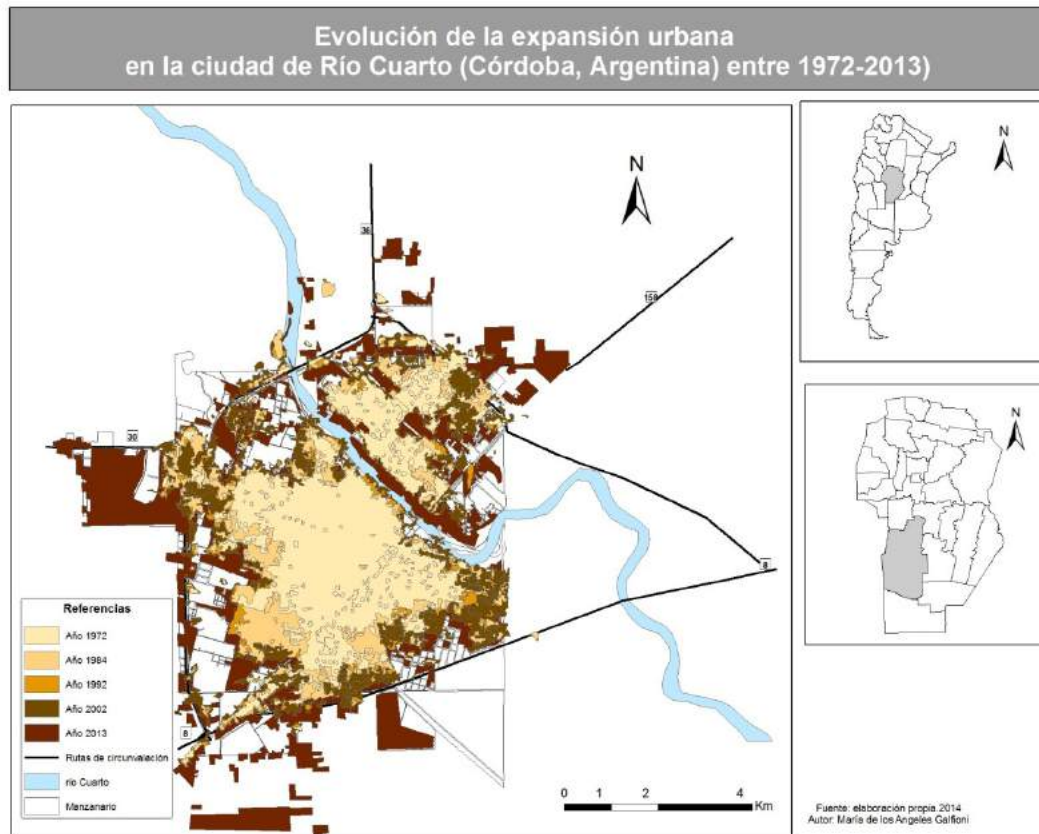 Evolución de la expansión urbana
en la ciudad de Río Cuarto (Córdoba, Argentina) entre 1972-2013)
N
N
36
158
30
N
8
Referencias
Año 1972
Año 1984
Año 1992
Año 2002
Año 2013
Rutas de circunvalación
río Cuarto
Manzanario
8
0 1 2 4
Km
Fuente: elaboración propia 2014
Autor: María de los Angeles Galfioni